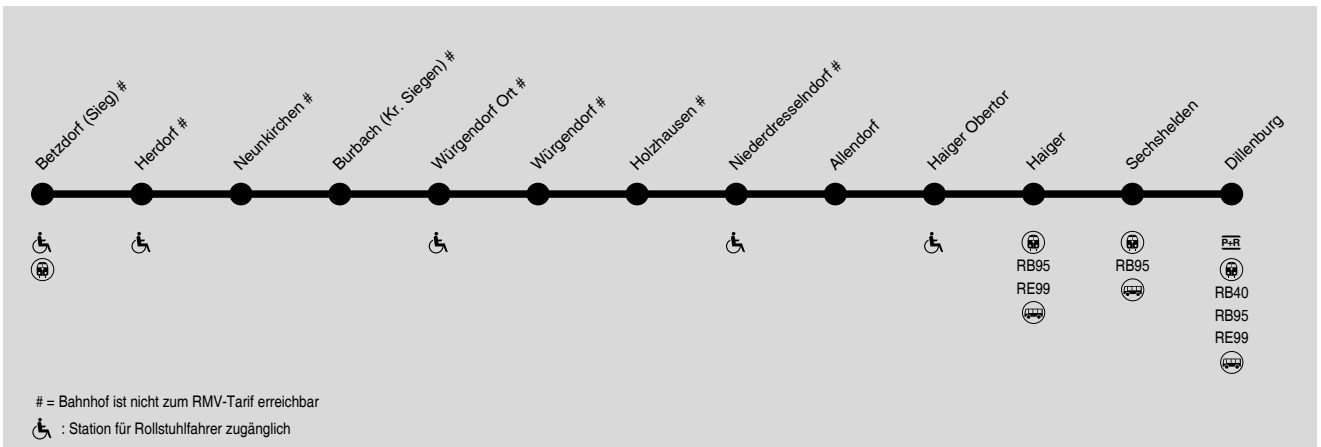 Betzdorf (Sieg) #
Herdorf #
Neunkirchen #
Burbach (Kr. Siegen) #
Würgendorf Ort #
Würgendorf #
Holzhausen #
Niederdresselndorf #
Allendorf
Haiger Obertor
Haiger
Sechshelden
Dillenburg
P+R
RB95
RE99
RB95
RB40
RB95
RE99
# = Bahnhof ist nicht zum RMV-Tarif erreichbar
: Station für Rollstuhlfahrer zugänglich